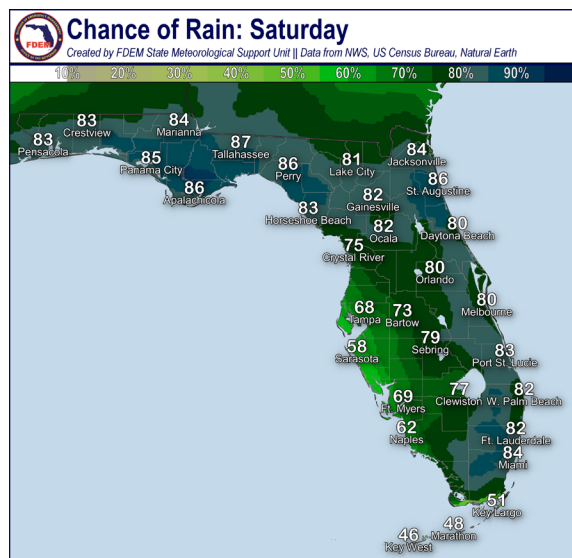 FDEM
Chance of Rain: Saturday
Created by FDEM State Meteorological Support Unit || Data from NWS, US Census Bureau, Natural Earth
10% 20% 30% 40% 50% 60% 70% 80% 90%
83
Crestview
84
Marianna
83
Pensacola
85
Panama City
87
Tallahassee
86
Apalachicola
86
Perry
81
Lake City
84
Jacksonville
86
St. Augustine
83
Horseshoe Beach
82
Gainesville
82
Ocala
80
Daytona Beach
75
Crystal River
80
Orlando
80
Melbourne
68
Tampa
73
Bartow
58
Sarasota
79
Sebring
83
Port St. Lucie
69
Ft. Myers
77
Clewiston
82
W. Palm Beach
62
Naples
82
Ft. Lauderdale
84
Miami
51
Key Largo
48
Marathon
46
Key West